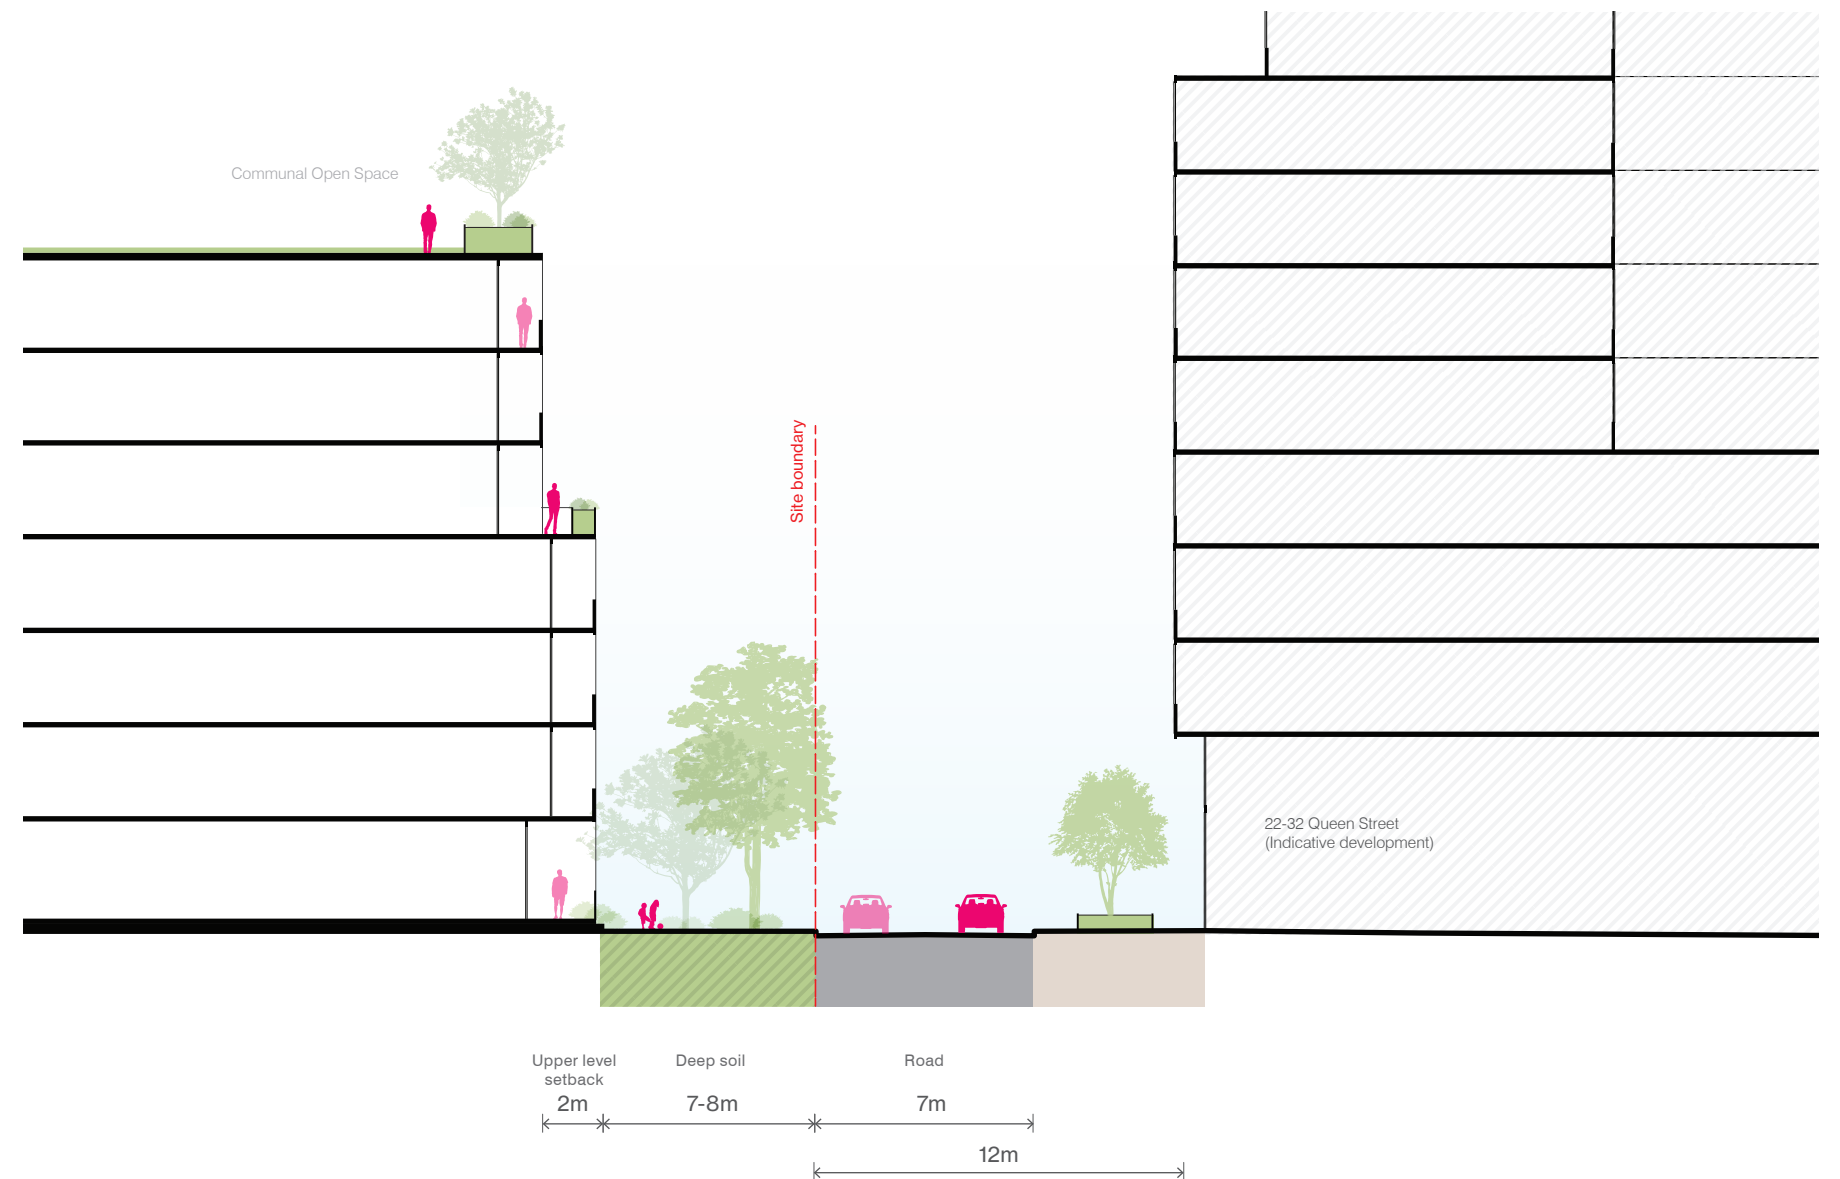 Communal Open Space
Site boundary
22-32 Queen Street
(Indicative development)
Upper level
setback
2m
Deep soil
7-8m
Road
7m
12m